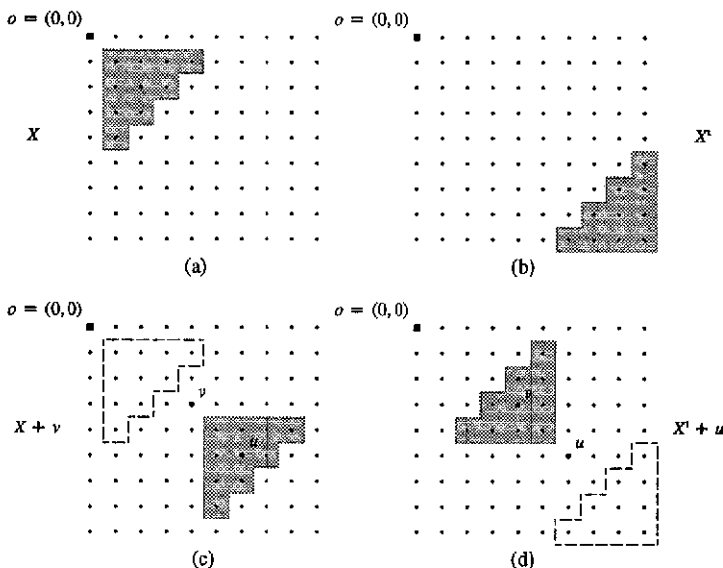 o = (0,0)
o = (0,0)
X
(a)
(b)
o = (0,0)
o = (0,0)
v
v
X + v
u
u
(c)
(d)